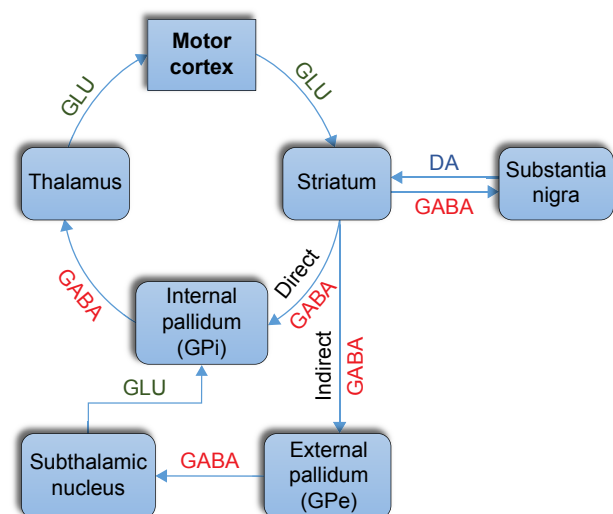 Motor
cortex
GLU
GLU
Thalamus
Striatum
DA
GABA
Substantia
nigra
GABA
Internal
pallidum
(GPi)
Direct
GABA
Indirect
GABA
GLU
Subthalamic
nucleus
GABA
External
pallidum
(GPe)